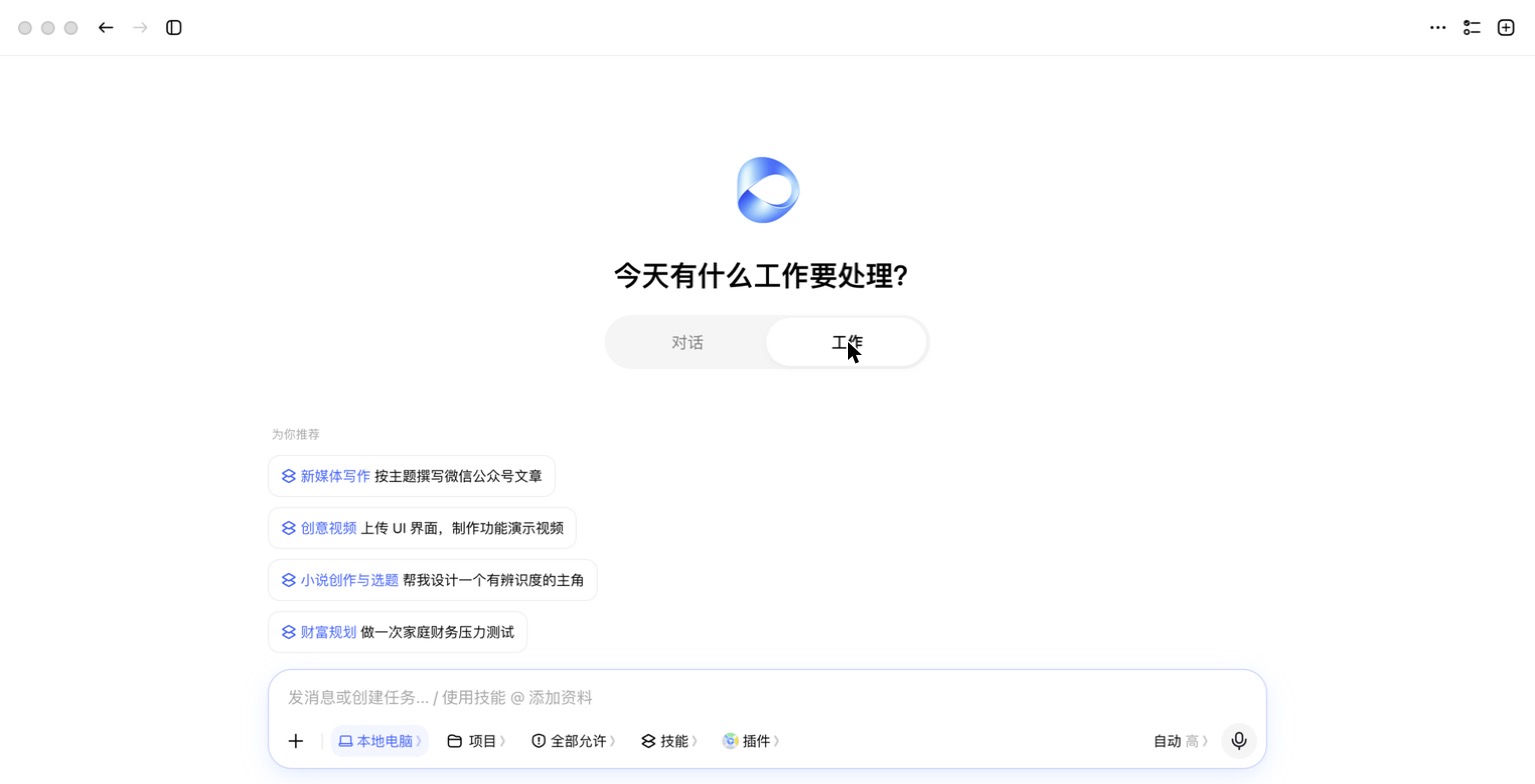 今天有什么工作要处理?
对话 工作
为你推荐
新媒体写作 按主题撰写微信公众号文章
创意视频 上传 UI 界面，制作功能演示视频
小说创作与选题 帮我设计一个有辨识度的主角
财富规划 做一次家庭财务压力测试
发消息或创建任务... / 使用技能 @ 添加资料
本地电脑 项目 全部允许 技能 插件 自动 高